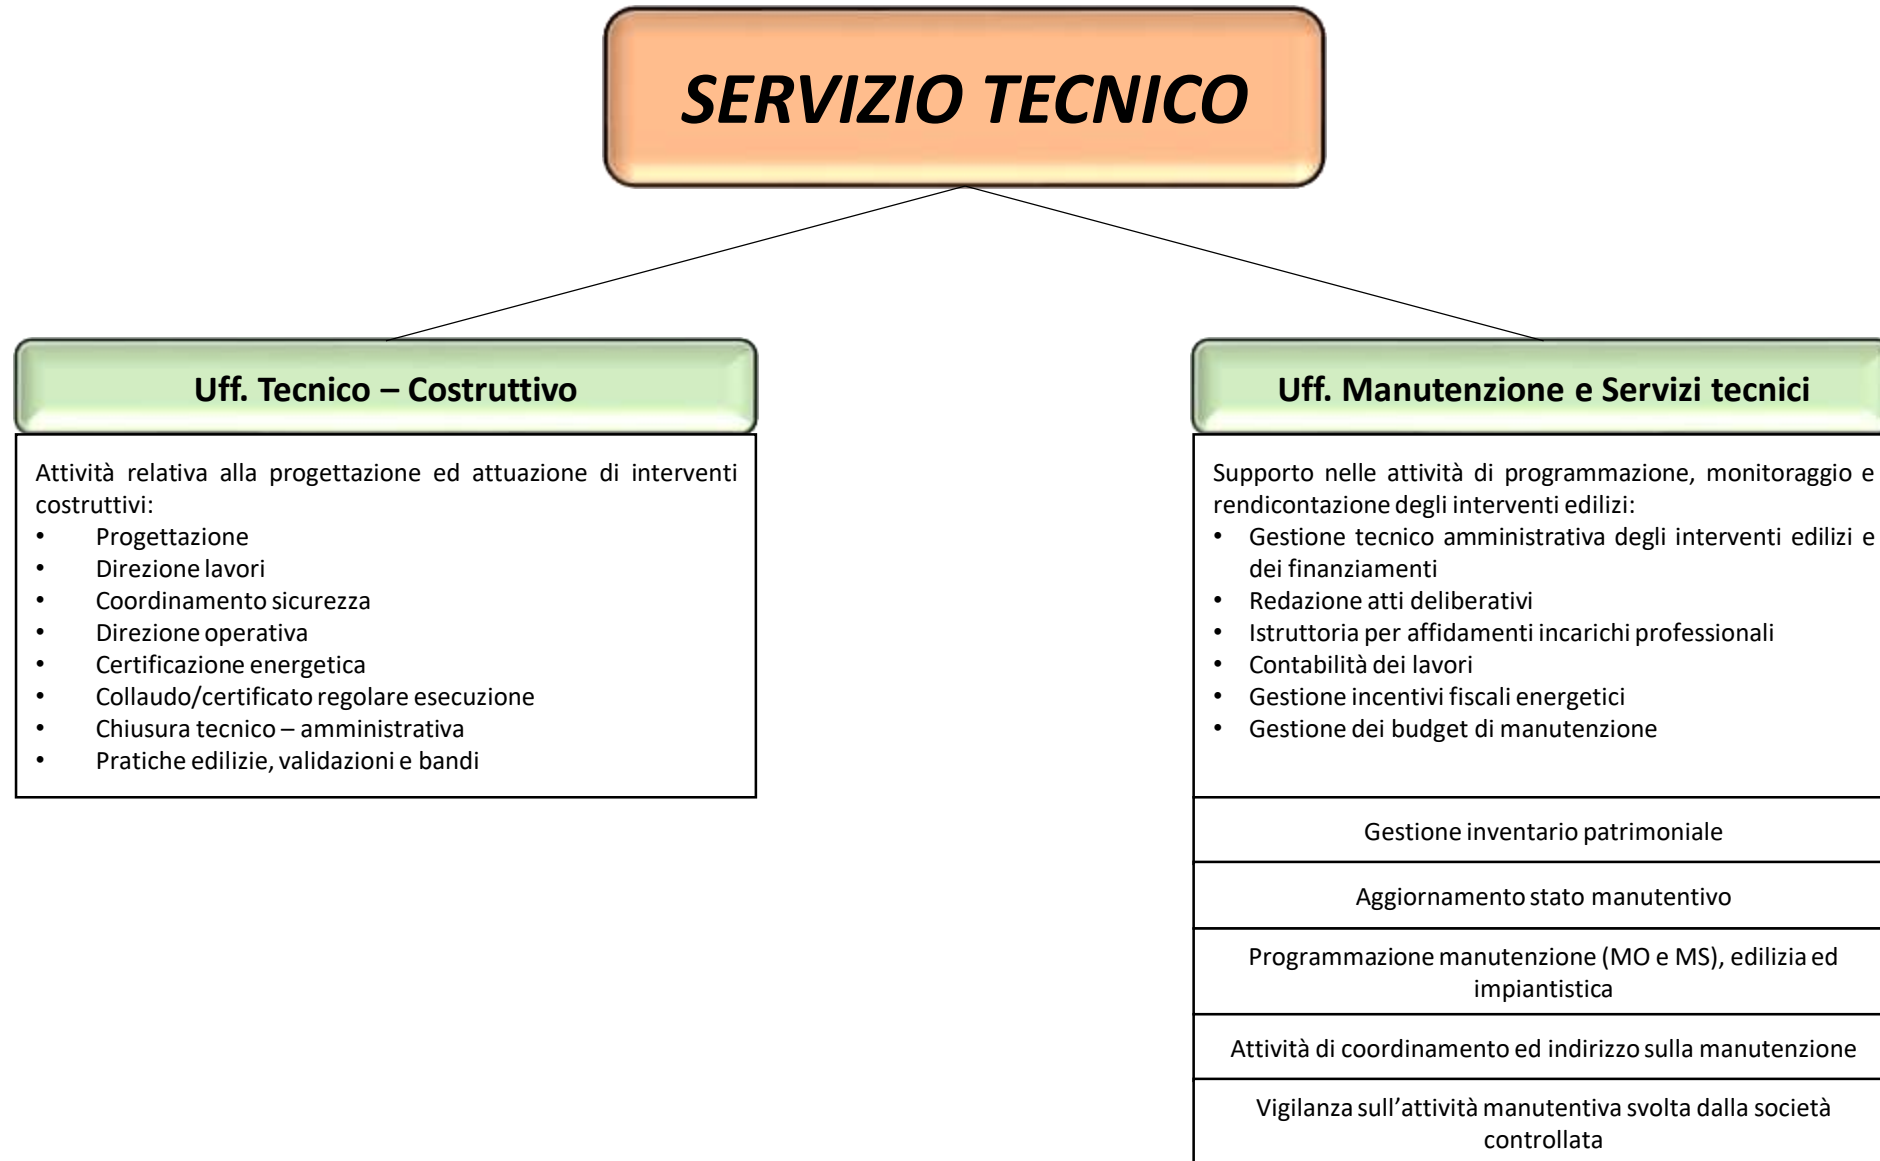 SERVIZIO TECNICO
Uff. Tecnico – Costruttivo
Attività relativa alla progettazione ed attuazione di interventi
costruttivi:
• Progettazione
• Direzione lavori
• Coordinamento sicurezza
• Direzione operativa
• Certificazione energetica
• Collaudo/certificato regolare esecuzione
• Chiusura tecnico – amministrativa
• Pratiche edilizie, validazioni e bandi
Uff. Manutenzione e Servizi tecnici
Supporto nelle attività di programmazione, monitoraggio e
rendicontazione degli interventi edilizi:
• Gestione tecnico amministrativa degli interventi edilizi e
dei finanziamenti
• Redazione atti deliberativi
• Istruttoria per affidamenti incarichi professionali
• Contabilità dei lavori
• Gestione incentivi fiscali energetici
• Gestione dei budget di manutenzione
Gestione inventario patrimoniale
Aggiornamento stato manutentivo
Programmazione manutenzione (MO e MS), edilizia ed
impiantistica
Attività di coordinamento ed indirizzo sulla manutenzione
Vigilanza sull’attività manutentiva svolta dalla società
controllata